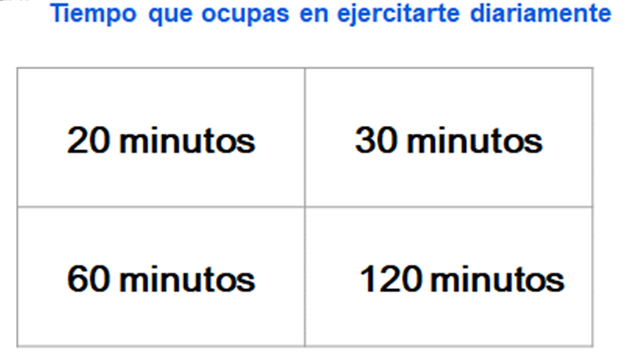 Tiempo que ocupas en ejercitarte diariamente
20 minutos
30 minutos
60 minutos
120 minutos